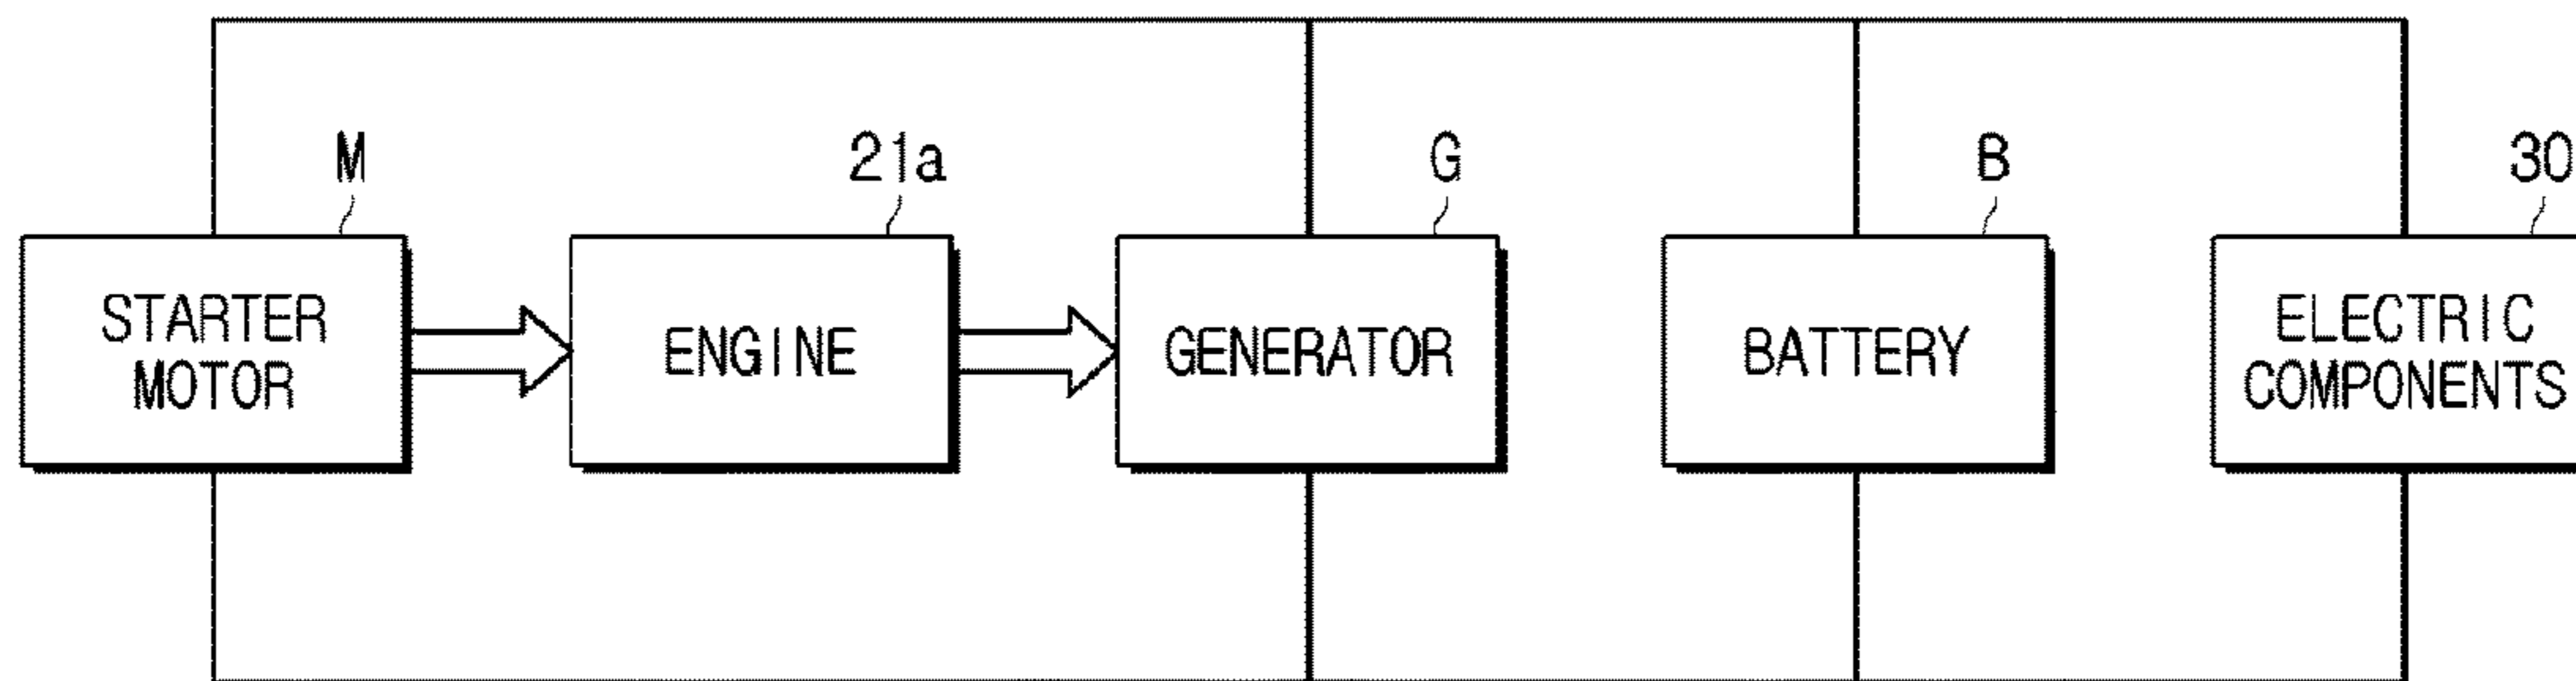 M
21a
G
B
30
STARTER
MOTOR
ENGINE
GENERATOR
BATTERY
ELECTRIC
COMPONENTS